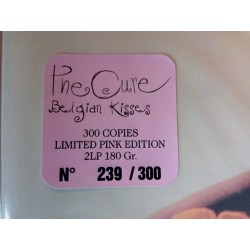 The Cure
Belgian Kisses
300 COPIES
LIMITED PINK EDITION
2LP 180 Gr.
N° 239 / 300